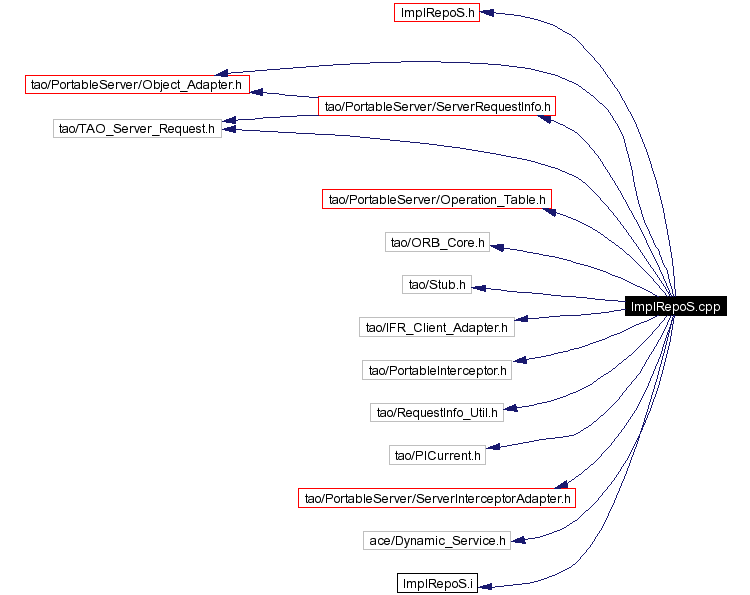 ImplRepoS.h
tao/PortableServer/Object_Adapter.h
tao/PortableServer/ServerRequestInfo.h
tao/TAO_Server_Request.h
tao/PortableServer/Operation_Table.h
tao/ORB_Core.h
tao/Stub.h
ImplRepoS.cpp
tao/IFR_Client_Adapter.h
tao/PortableInterceptor.h
tao/RequestInfo_Util.h
tao/PICurrent.h
tao/PortableServer/ServerInterceptorAdapter.h
ace/Dynamic_Service.h
ImplRepoS.i